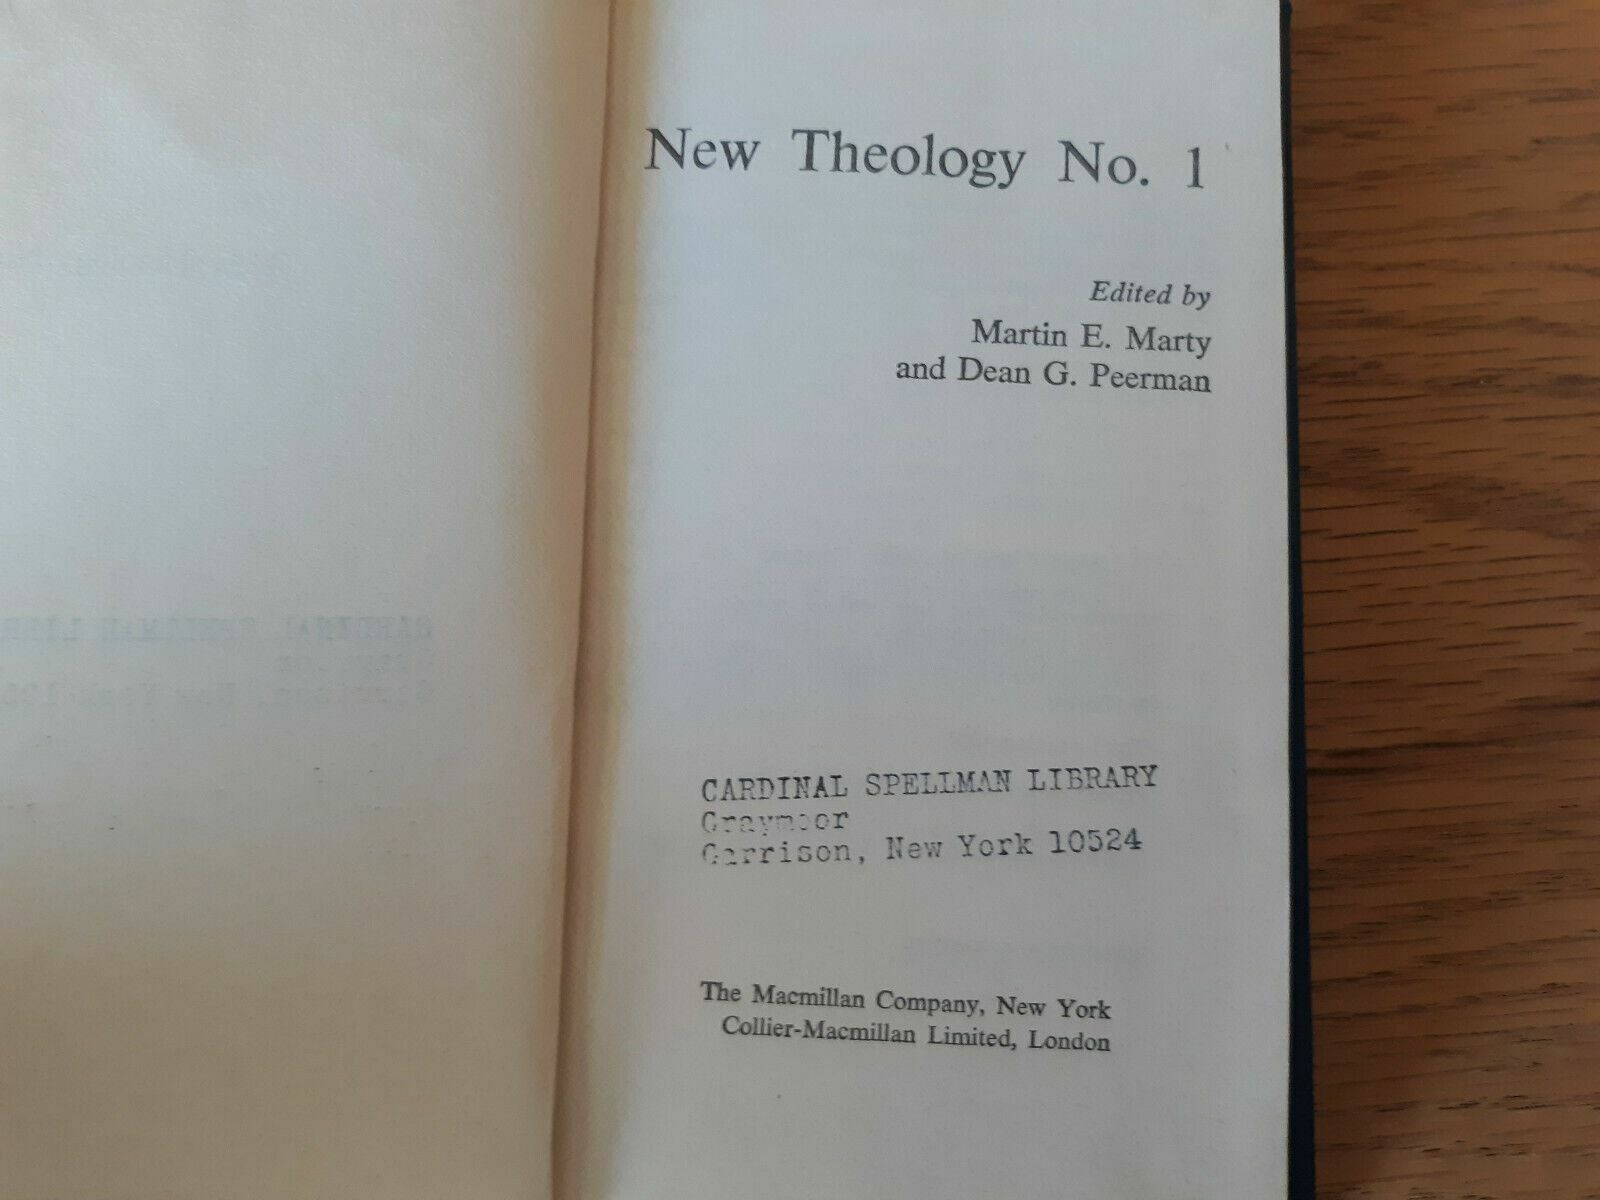 New Theology No. 1
Edited by
Martin E. Marty
and Dean G. Peerman
CARDINAL SPELLMAN LIBRARY
Graymoor
Garrison, New York 10524
The Macmillan Company, New York
Collier-Macmillan Limited, London